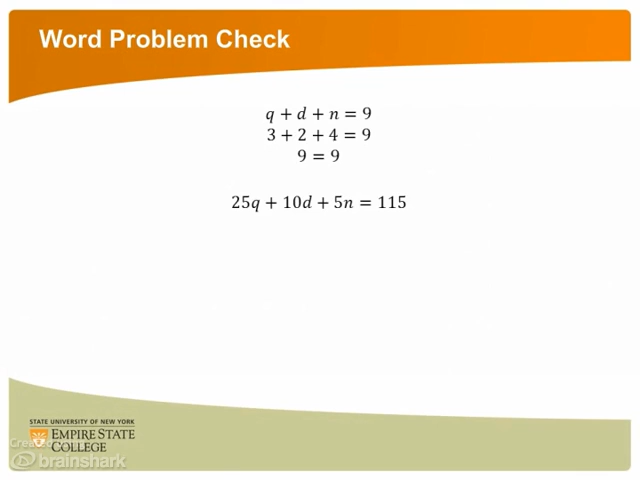 Word Problem Check
q + d + n = 9
3 + 2 + 4 = 9
9 = 9
25q + 10d + 5n = 115
STATE UNIVERSITY OF NEW YORK
EMPIRE STATE
COLLEGE
brainshark